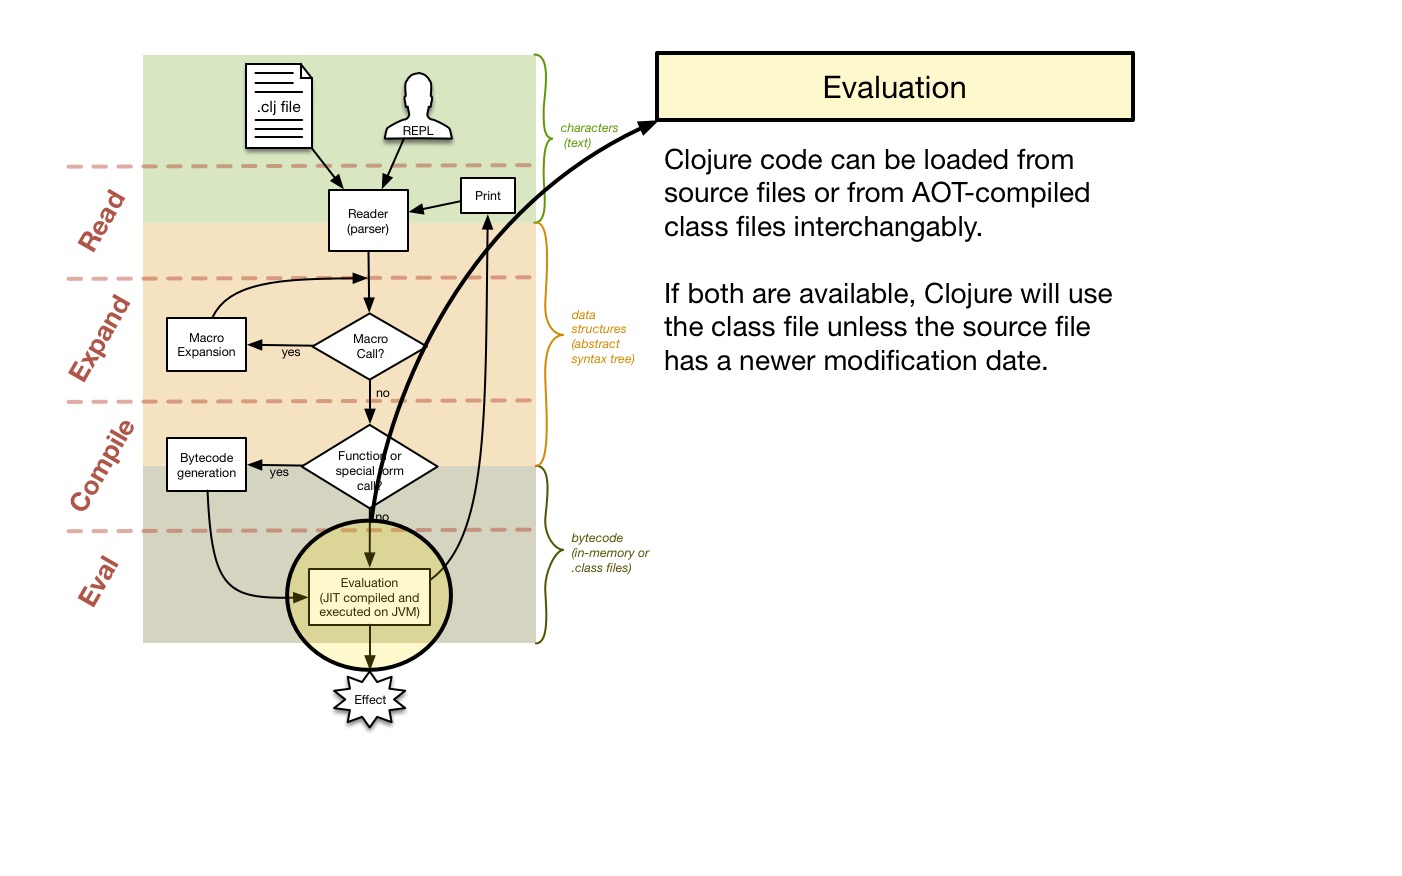 .clj file
REPL
characters
(text)
Read
Reader
(parser)
Print
Expand
Macro
Expansion
yes
Macro
Call?
no
data
structures
(abstract
syntax tree)
Compile
Bytecode
generation
yes
Function or
special form
call?
no
Eval
Evaluation
(JIT compiled and
executed on JVM)
bytecode
(in-memory or
.class files)
Effect
Evaluation
Clojure code can be loaded from
source files or from AOT-compiled
class files interchangably.
If both are available, Clojure will use
the class file unless the source file
has a newer modification date.